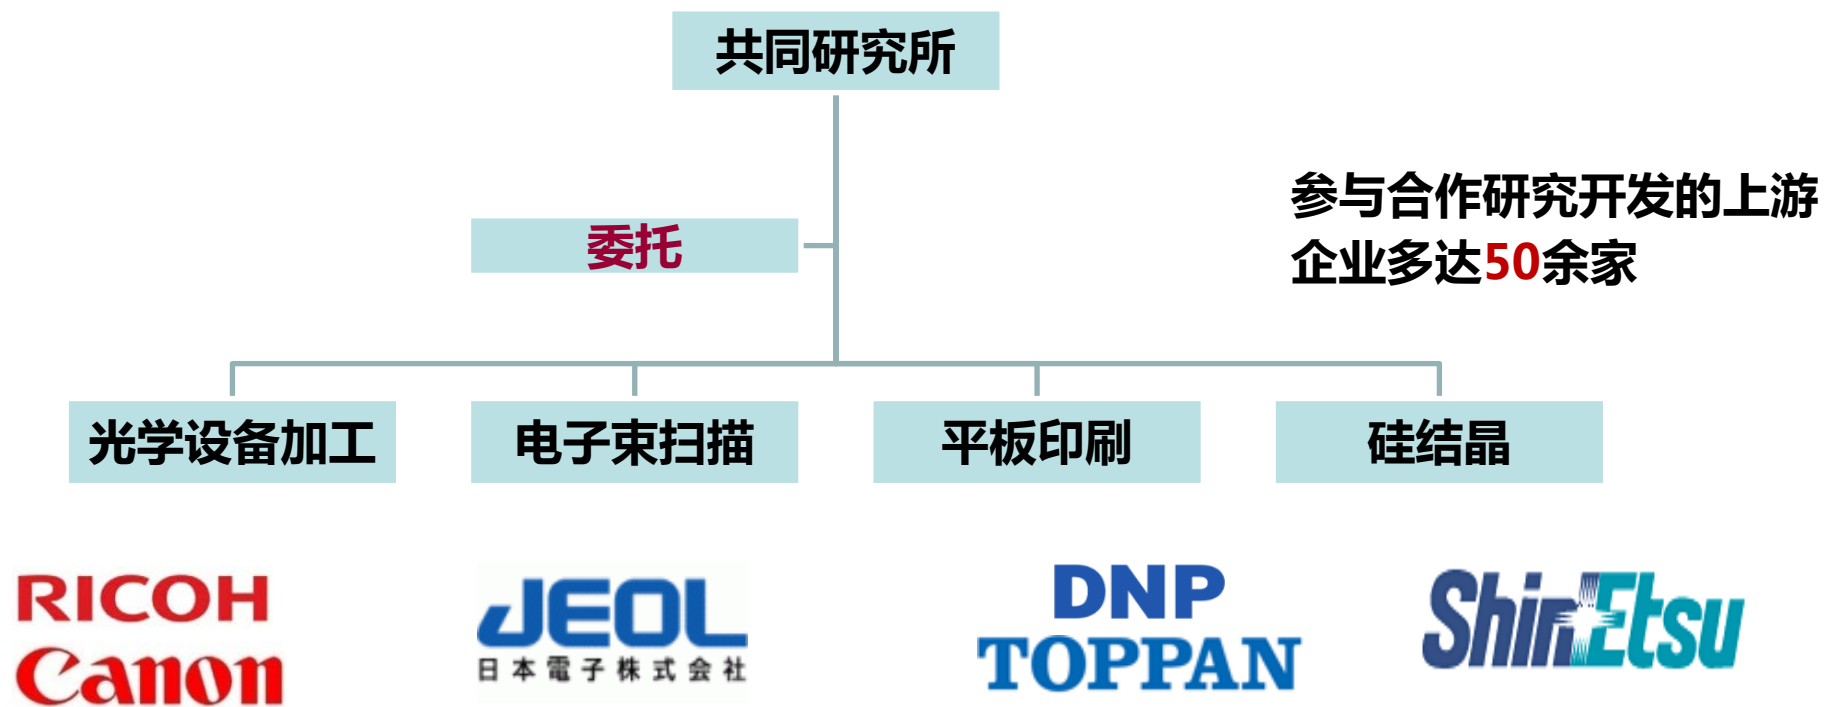 共同研究所
委托
参与合作研究开发的上游
企业多达50余家
光学设备加工
电子束扫描
平板印刷
硅结晶
RICOH
Canon
JEOL
日本電子株式会社
DNP
TOPPAN
ShinEtsu